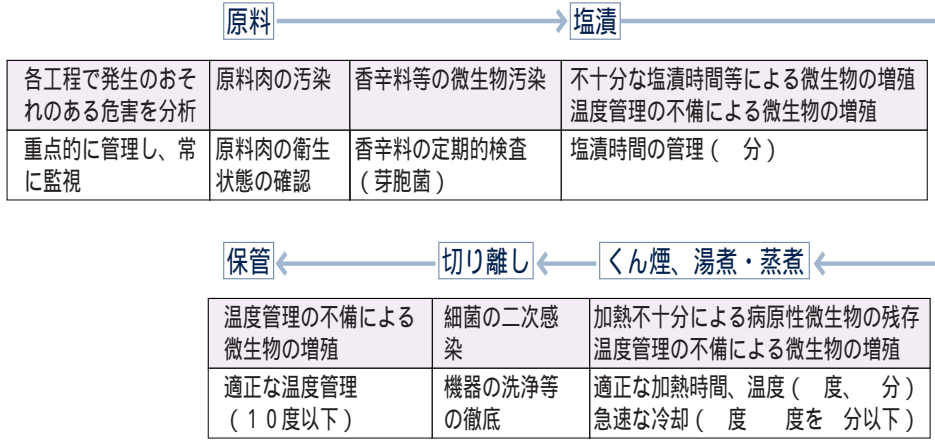 原料
塩漬
各工程で発生のおそ
れのある危害を分析
原料肉の汚染
香辛料等の微生物汚染
不十分な塩漬時間等による微生物の増殖
温度管理の不備による微生物の増殖
重点的に管理し、常
に監視
原料肉の衛生
状態の確認
香辛料の定期的検査
(芽胞菌)
塩漬時間の管理(　分)
保管
切り離し
くん煙、湯煮・蒸煮
温度管理の不備による
微生物の増殖
細菌の二次感
染
加熱不十分による病原性微生物の残存
温度管理の不備による微生物の増殖
適正な温度管理
(10度以下)
機器の洗浄等
の徹底
適正な加熱時間、温度(　度、　分)
急速な冷却(　度　　度を　分以下)